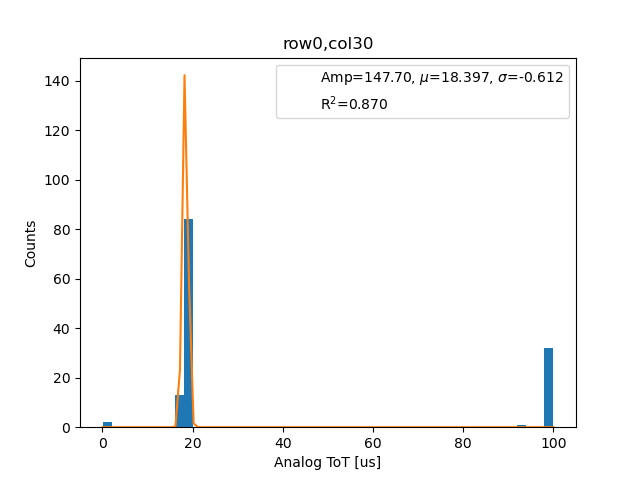 row0,col30
Amp=147.70, μ=18.397, σ=-0.612
R²=0.870
140
120
100
80
60
40
20
0
Counts
0 20 40 60 80 100
Analog ToT [us]